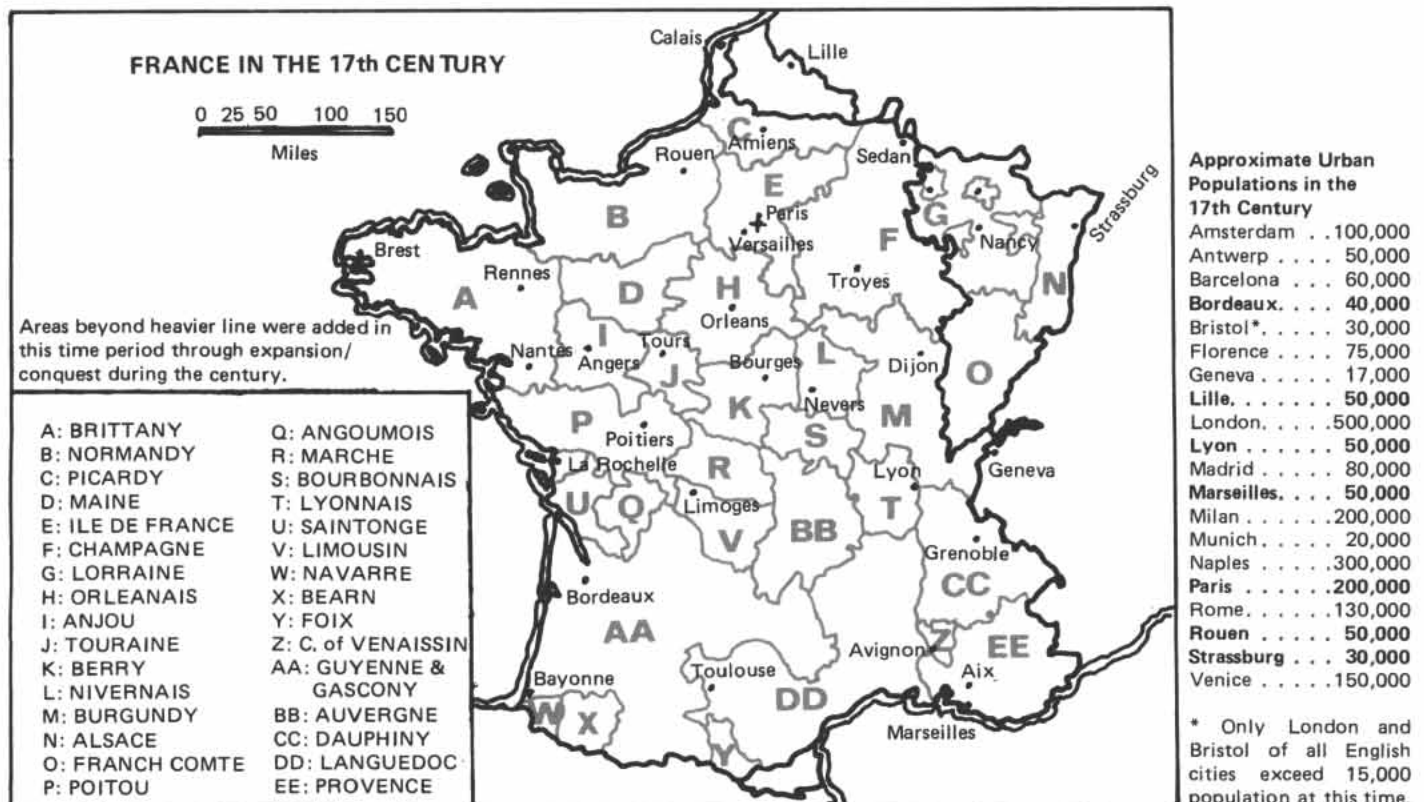 FRANCE IN THE 17th CENTURY
0 25 50 100 150
Miles
Calais
Lille
C
Amiens
Rouen
Sedan
E
B
Paris
Versailles
G
Nancy
Strassburg
F
Brest
Rennes
A
D
H
Troyes
N
Orleans
Areas beyond heavier line were added in
this time period through expansion/
conquest during the century.
I
Tours
Nantes
Angers
Bourges
L
Dijon
J
O
K
Nevers
M
P
Poitiers
S
La Rochelle
R
Lyon
Geneva
U
Q
Limoges
T
V
BB
Grenoble
CC
Bordeaux
AA
Avignon
Z
EE
Toulouse
Aix
Bayonne
DD
W
X
Marseilles
Y
A: BRITTANY
B: NORMANDY
C: PICARDY
D: MAINE
E: ILE DE FRANCE
F: CHAMPAGNE
G: LORRAINE
H: ORLEANAIS
I: ANJOU
J: TOURAINE
K: BERRY
L: NIVERNAIS
M: BURGUNDY
N: ALSACE
O: FRANCH COMTE
P: POITOU
Q: ANGOUMOIS
R: MARCHE
S: BOURBONNAIS
T: LYONNAIS
U: SAINTONGE
V: LIMOUSIN
W: NAVARRE
X: BEARN
Y: FOIX
Z: C. of VENAISSIN
AA: GUYENNE &
GASCONY
BB: AUVERGNE
CC: DAUPHINY
DD: LANGUEDOC
EE: PROVENCE
Approximate Urban
Populations in the
17th Century
Amsterdam . . 100,000
Antwerp . . . . 50,000
Barcelona . . . 60,000
Bordeaux. . . . 40,000
Bristol*. . . . . 30,000
Florence . . . . 75,000
Geneva . . . . . 17,000
Lille. . . . . . . 50,000
London. . . . .500,000
Lyon . . . . . . 50,000
Madrid . . . . . 80,000
Marseilles. . . . 50,000
Milan . . . . . .200,000
Munich . . . . . 20,000
Naples . . . . .300,000
Paris . . . . . .200,000
Rome. . . . . .130,000
Rouen . . . . . 50,000
Strassburg . . . 30,000
Venice . . . . .150,000
* Only London and
Bristol of all English
cities exceed 15,000
population at this time.